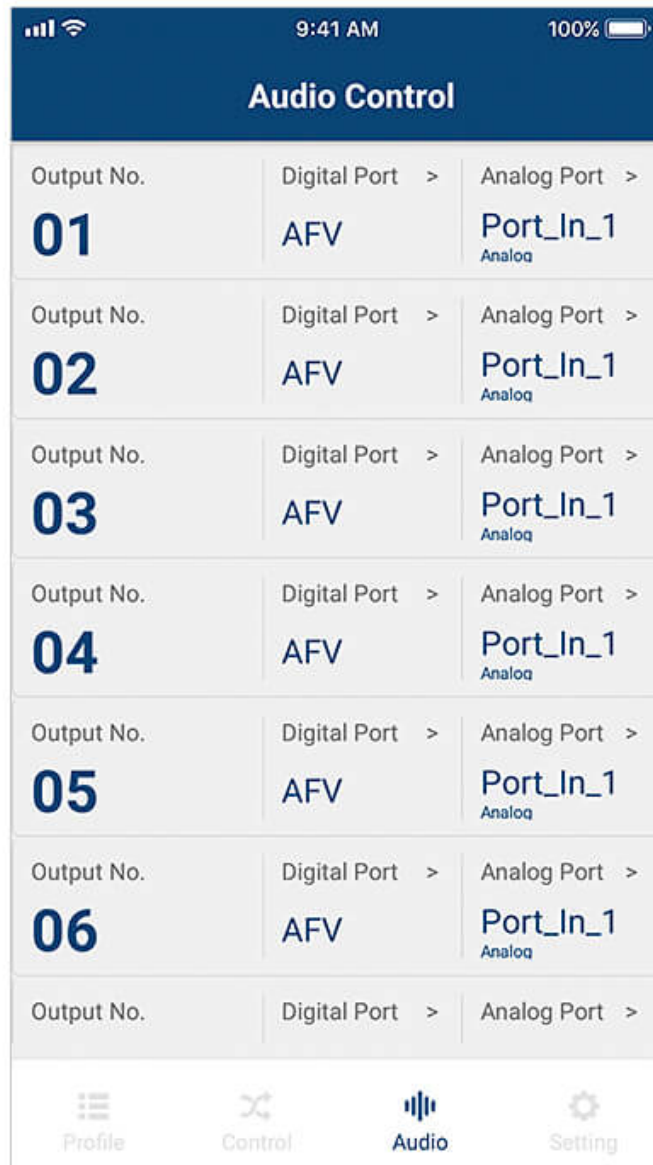 9:41 AM 100%
Audio Control
Output No. Digital Port > Analog Port >
01 AFV Port_In_1
Analog
Output No. Digital Port > Analog Port >
02 AFV Port_In_1
Analog
Output No. Digital Port > Analog Port >
03 AFV Port_In_1
Analog
Output No. Digital Port > Analog Port >
04 AFV Port_In_1
Analog
Output No. Digital Port > Analog Port >
05 AFV Port_In_1
Analog
Output No. Digital Port > Analog Port >
06 AFV Port_In_1
Analog
Output No. Digital Port > Analog Port >
Profile Control Audio Setting